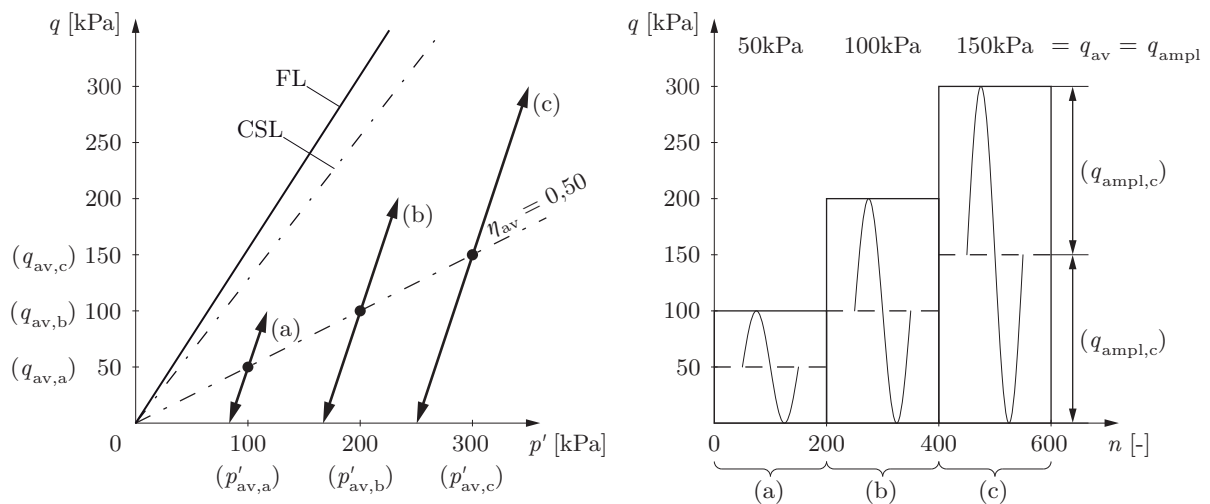 q [kPa]
FL
CSL
(a)
(b)
(c)
η_av = 0,50
300
250
200
(q_av,c) 150
(q_av,b) 100
(q_av,a) 50
0
100
200
300
p′ [kPa]
(p′_av,a)
(p′_av,b)
(p′_av,c)
q [kPa]
50kPa 100kPa 150kPa = q_av = q_ampl
300
250
200
150
100
50
(q_ampl,c)
(q_ampl,c)
0 200 400 600 n [-]
(a) (b) (c)